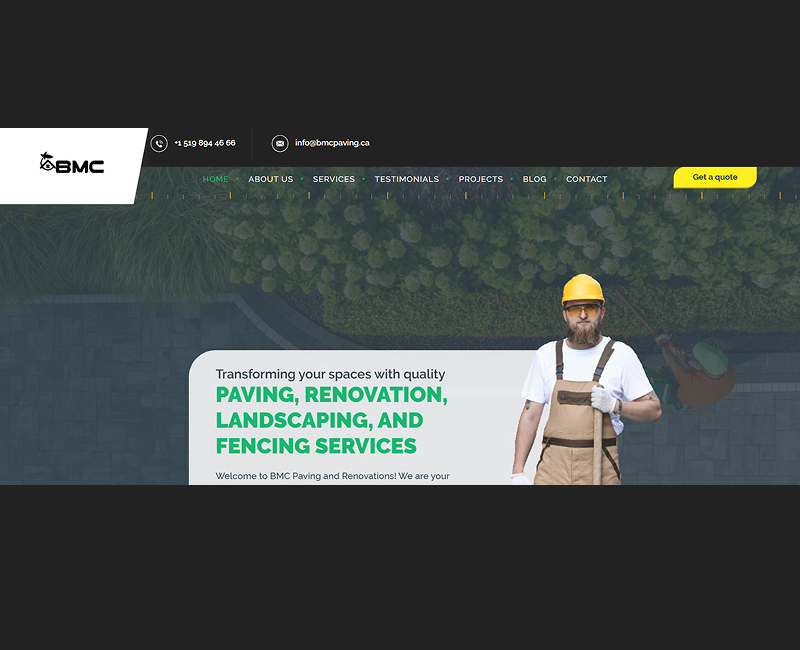 BMC
+1 519 894 46 66
info@bmcpaving.ca
HOME
ABOUT US
SERVICES
TESTIMONIALS
PROJECTS
BLOG
CONTACT
Get a quote
Transforming your spaces with quality
PAVING, RENOVATION,
LANDSCAPING, AND
FENCING SERVICES
Welcome to BMC Paving and Renovations! We are your